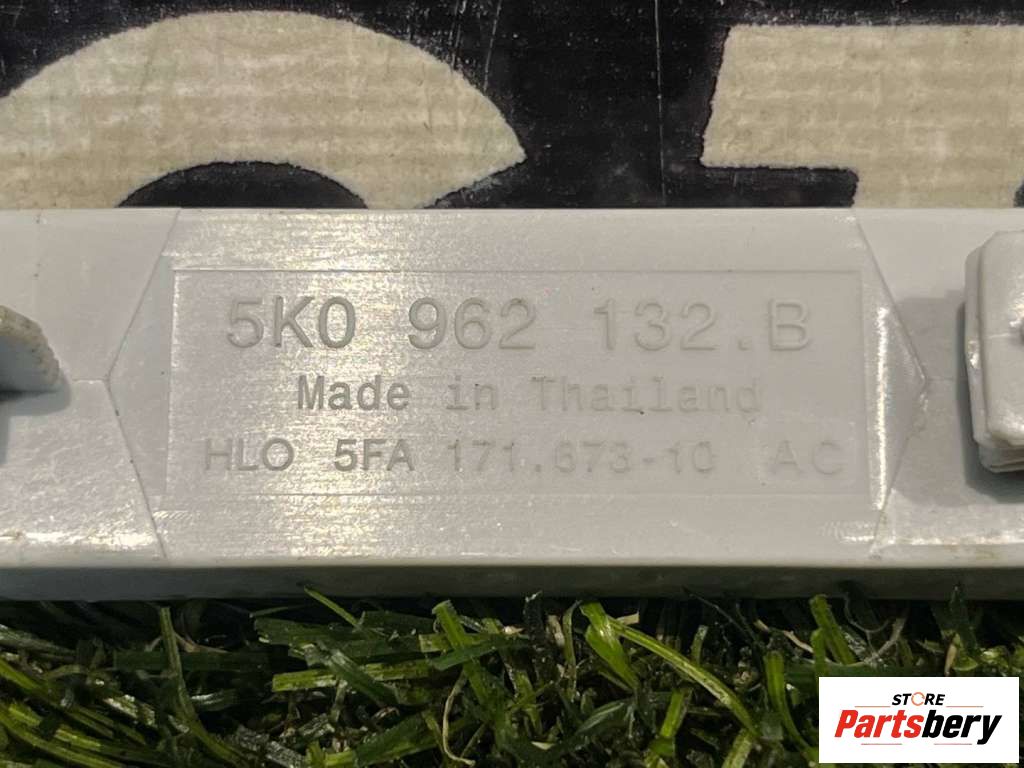 5K0 962 132.B
Made in Thailand
HLO 5FA 171.673-10 AC
STORE
Partsbery